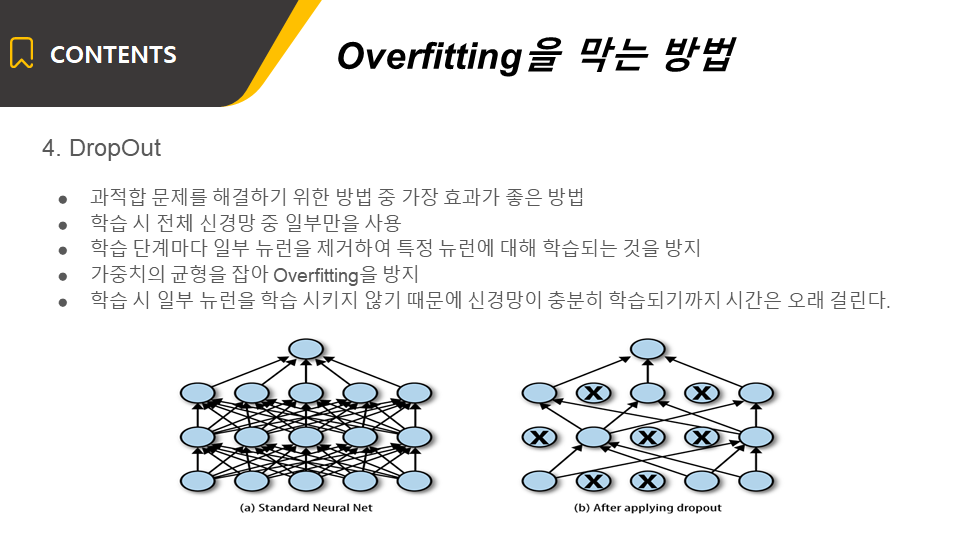 CONTENTS
Overfitting을 막는 방법
4. DropOut
● 과적합 문제를 해결하기 위한 방법 중 가장 효과가 좋은 방법
● 학습 시 전체 신경망 중 일부만을 사용
● 학습 단계마다 일부 뉴런을 제거하여 특정 뉴런에 대해 학습되는 것을 방지
● 가중치의 균형을 잡아 Overfitting을 방지
● 학습 시 일부 뉴런을 학습 시키지 않기 때문에 신경망이 충분히 학습되기까지 시간은 오래 걸린다.
X X
X X X
X X
(a) Standard Neural Net
(b) After applying dropout